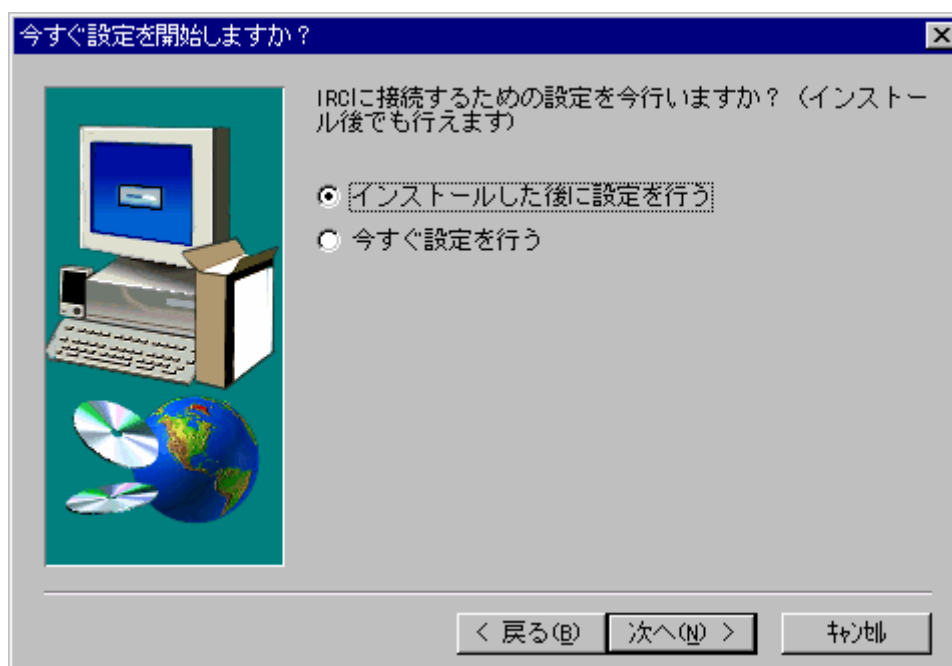 今すぐ設定を開始しますか？
IRCに接続するための設定を今行いますか？（インストー
ル後でも行えます）
インストールした後に設定を行う
今すぐ設定を行う
< 戻る(B)
次へ(N) >
ｷｬﾝｾﾙ